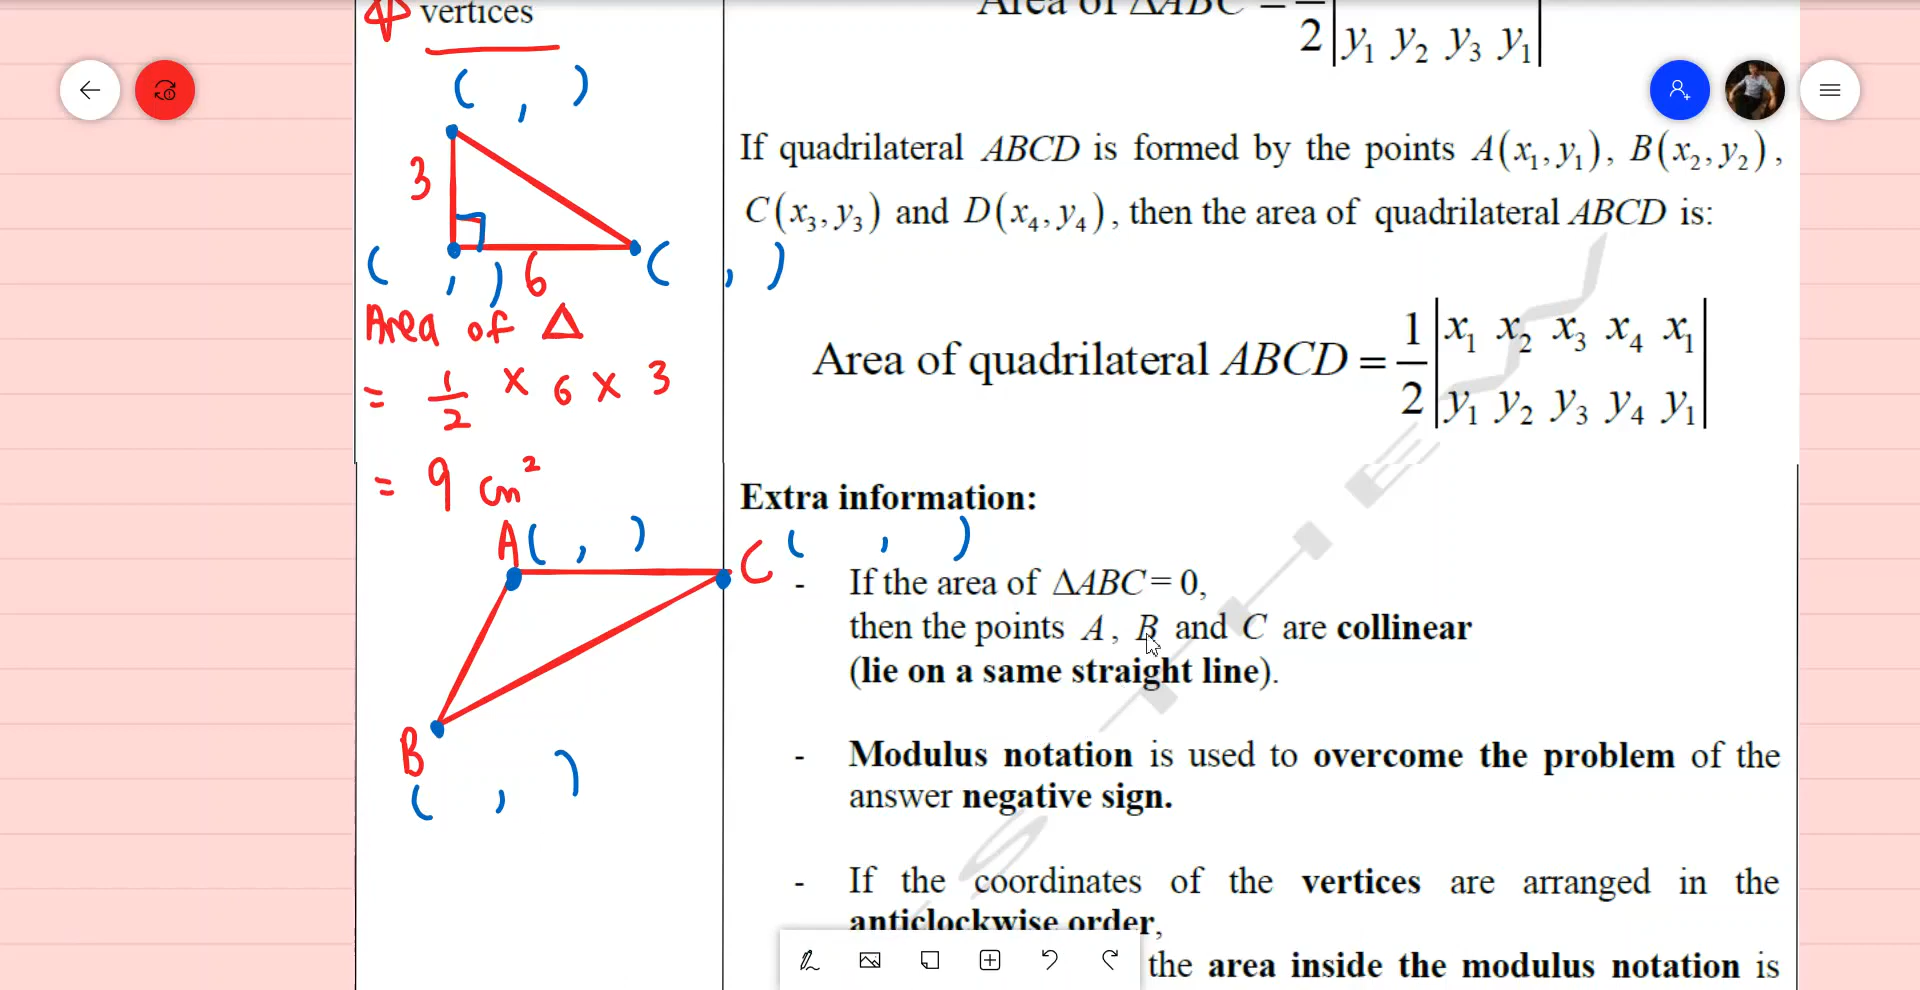 vertices
( , )
3
( , ) 6 ( , )
Area of Δ
= 1/2 × 6 × 3
= 9 cm²
A ( , )
C ( , )
B
( , )
Area of ΔABC = 1/2 | y₁ y₂ y₃ y₁ |
If quadrilateral ABCD is formed by the points A(x₁, y₁), B(x₂, y₂),
C(x₃, y₃) and D(x₄, y₄), then the area of quadrilateral ABCD is:
Area of quadrilateral ABCD = 1/2 | x₁ x₂ x₃ x₄ x₁ |
| y₁ y₂ y₃ y₄ y₁ |
Extra information:
- If the area of ΔABC = 0,
then the points A, B and C are collinear
(lie on a same straight line).
- Modulus notation is used to overcome the problem of the
answer negative sign.
- If the coordinates of the vertices are arranged in the
anticlockwise order,
the area inside the modulus notation is